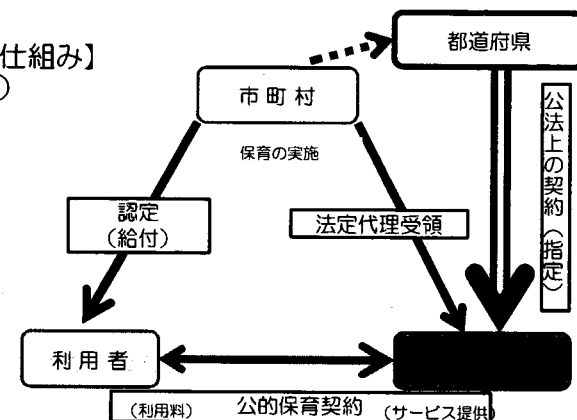 仕組み】
）
都道府県
市町村
保育の実施
公法上の契約（指定）
認定
（給付）
法定代理受領
利用者
公的保育契約
（利用料）
（サービス提供）